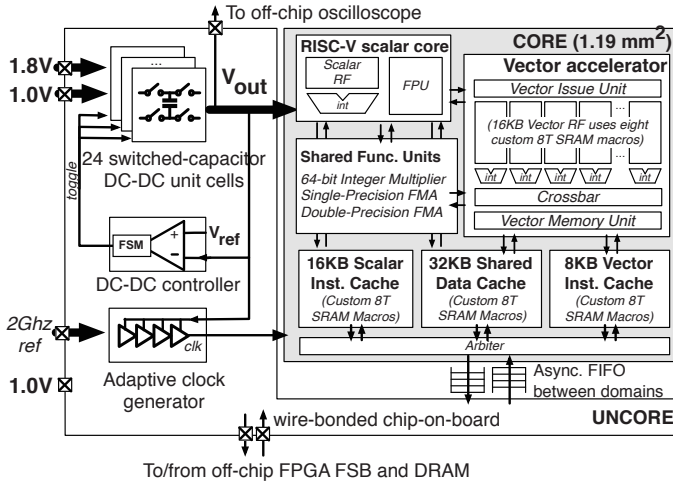 To off-chip oscilloscope
1.8V
1.0V
...
Vout
24 switched-capacitor
DC-DC unit cells
toggle
FSM
+
−
Vref
DC-DC controller
2Ghz
ref
clk
Adaptive clock
generator
1.0V
CORE (1.19 mm2)
RISC-V scalar core
Scalar
RF
int
FPU
Vector accelerator
Vector Issue Unit
...
(16KB Vector RF uses eight
custom 8T SRAM macros)
...
int int int int int
Crossbar
Vector Memory Unit
Shared Func. Units
64-bit Integer Multiplier
Single-Precision FMA
Double-Precision FMA
16KB Scalar
Inst. Cache
(Custom 8T
SRAM Macros)
32KB Shared
Data Cache
(Custom 8T
SRAM Macros)
8KB Vector
Inst. Cache
(Custom 8T
SRAM Macros)
Arbiter
Async. FIFO
between domains
UNCORE
wire-bonded chip-on-board
To/from off-chip FPGA FSB and DRAM